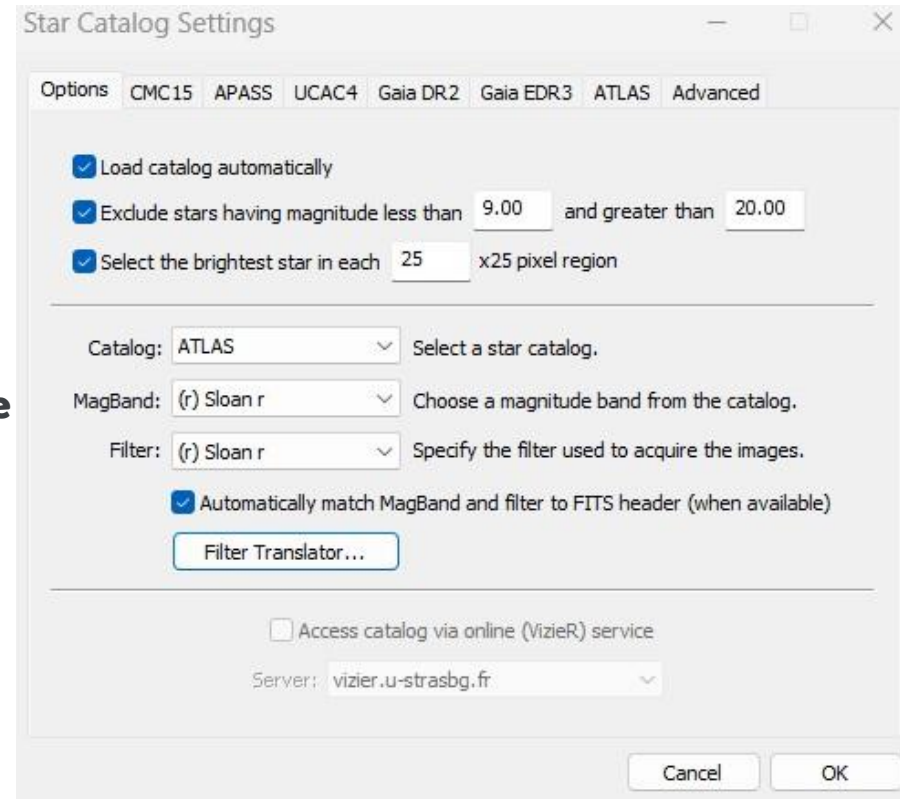 Star Catalog Settings
Options CMC15 APASS UCAC4 Gaia DR2 Gaia EDR3 ATLAS Advanced
Load catalog automatically
Exclude stars having magnitude less than 9.00 and greater than 20.00
Select the brightest star in each 25 x25 pixel region
Catalog: ATLAS Select a star catalog.
e
MagBand: (r) Sloan r Choose a magnitude band from the catalog.
Filter: (r) Sloan r Specify the filter used to acquire the images.
Automatically match MagBand and filter to FITS header (when available)
Filter Translator...
Access catalog via online (VizieR) service
Server: vizier.u-strasbg.fr
Cancel OK